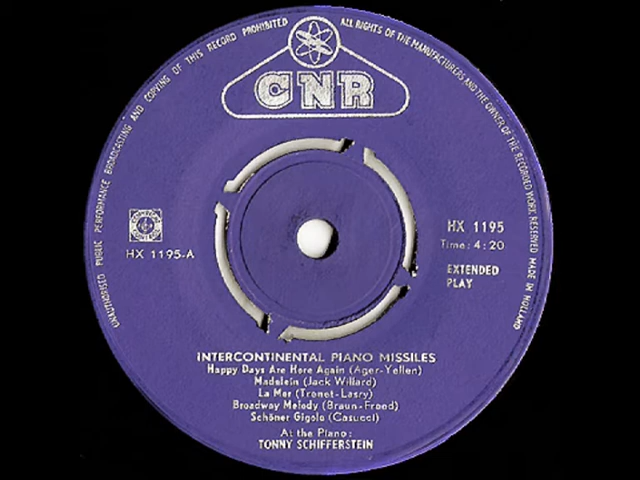 UNAUTHORISED PUBLIC PERFORMANCE BROADCASTING AND COPYING OF THIS RECORD PROHIBITED
ALL RIGHTS OF THE MANUFACTURERS AND THE OWNER OF THE RECORDED WORK RESERVED MADE IN HOLLAND
CNR
HX 1195-A
HX 1195
Time: 4:20
EXTENDED
PLAY
INTERCONTINENTAL PIANO MISSILES
Happy Days Are Here Again (Ager-Yellen)
Madelein (Jack Willard)
La Mer (Trenet-Lasry)
Broadway Melody (Braun-Freed)
Schöner Gigolo (Casucci)
At the Piano:
TONNY SCHIFFERSTEIN